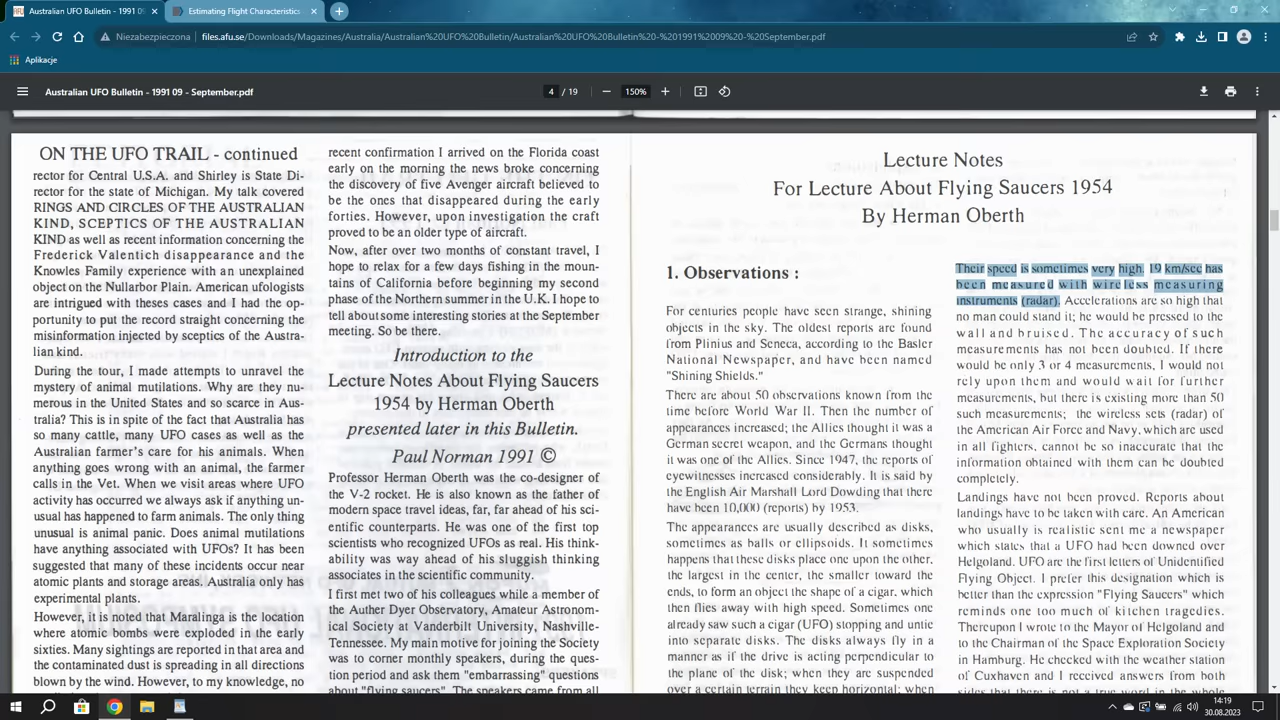 Australian UFO Bulletin - 1991 09
Estimating Flight Characteristics
Niezabezpieczona
files.afu.se/Downloads/Magazines/Australia/Australian%20UFO%20Bulletin/Australian%20UFO%20Bulletin%20-%201991%2009%20-%20September.pdf
Aplikacje
Australian UFO Bulletin - 1991 09 - September.pdf
4 / 19
150%
ON THE UFO TRAIL - continued
rector for Central U.S.A. and Shirley is State Di-
rector for the state of Michigan. My talk covered
RINGS AND CIRCLES OF THE AUSTRALIAN
KIND, SCEPTICS OF THE AUSTRALIAN
KIND as well as recent information concerning the
Frederick Valentich disappearance and the
Knowles Family experience with an unexplained
object on the Nullarbor Plain. American ufologists
are intrigued with theses cases and I had the op-
portunity to put the record straight concerning the
misinformation injected by sceptics of the Austra-
lian kind.
During the tour, I made attempts to unravel the
mystery of animal mutilations. Why are they nu-
merous in the United States and so scarce in Aus-
tralia? This is in spite of the fact that Australia has
so many cattle, many UFO cases as well as the
Australian farmer's care for his animals. When
anything goes wrong with an animal, the farmer
calls in the Vet. When we visit areas where UFO
activity has occurred we always ask if anything un-
usual has happened to farm animals. The only thing
unusual is animal panic. Does animal mutilations
have anything associated with UFOs? It has been
suggested that many of these incidents occur near
atomic plants and storage areas. Australia only has
experimental plants.
However, it is noted that Maralinga is the location
where atomic bombs were exploded in the early
sixties. Many sightings are reported in that area and
the contaminated dust is spreading in all directions
blown by the wind. However, to my knowledge, no
recent confirmation I arrived on the Florida coast
early on the morning the news broke concerning
the discovery of five Avenger aircraft believed to
be the ones that disappeared during the early
forties. However, upon investigation the craft
proved to be an older type of aircraft.
Now, after over two months of constant travel, I
hope to relax for a few days fishing in the moun-
tains of California before beginning my second
phase of the Northern summer in the U.K. I hope to
tell about some interesting stories at the September
meeting. So be there.
Introduction to the
Lecture Notes About Flying Saucers
1954 by Herman Oberth
presented later in this Bulletin.
Paul Norman 1991 ©
Professor Herman Oberth was the co-designer of
the V-2 rocket. He is also known as the father of
modern space travel ideas, far, far ahead of his sci-
entific counterparts. He was one of the first top
scientists who recognized UFOs as real. His think-
ability was way ahead of his sluggish thinking
associates in the scientific community.
I first met two of his colleagues while a member of
the Auther Dyer Observatory, Amateur Astronom-
ical Society at Vanderbilt University, Nashville-
Tennessee. My main motive for joining the Society
was to corner monthly speakers, during the ques-
tion period and ask them "embarrassing" questions
about "flying saucers". The speakers came from all
Lecture Notes
For Lecture About Flying Saucers 1954
By Herman Oberth
1. Observations :
For centuries people have seen strange, shining
objects in the sky. The oldest reports are found
from Plinius and Seneca, according to the Basler
National Newspaper, and have been named
"Shining Shields."
There are about 50 observations known from the
time before World War II. Then the number of
appearances increased; the Allies thought it was a
German secret weapon, and the Germans thought
it was one of the Allies. Since 1947, the reports of
eyewitnesses increased considerably. It is said by
the English Air Marshall Lord Dowding that there
have been 10,000 (reports) by 1953.
The appearances are usually described as disks,
sometimes as balls or ellipsoids. It sometimes
happens that these disks place one upon the other,
the largest in the center, the smaller toward the
ends, to form an object the shape of a cigar, which
then flies away with high speed. Sometimes one
already saw such a cigar (UFO) stopping and untie
into separate disks. The disks always fly in a
manner as if the drive is acting perpendicular to
the plane of the disk; when they are suspended
over a certain terrain they keep horizontal; when
Their speed is sometimes very high. 19 km/sec has
been measured with wireless measuring
instruments (radar). Accelerations are so high that
no man could stand it; he would be pressed to the
wall and bruised. The accuracy of such
measurements has not been doubted. If there
would be only 3 or 4 measurements, I would not
rely upon them and would wait for further
measurements, but there is existing more than 50
such measurements; the wireless sets (radar) of
the American Air Force and Navy, which are used
in all fighters, cannot be so inaccurate that the
information obtained with them can be doubted
completely.
Landings have not been proved. Reports about
landings have to be taken with care. An American
who usually is realistic sent me a newspaper
which states that a UFO had been downed over
Helgoland. UFO are the first letters of Unidentified
Flying Object. I prefer this designation which is
better than the expression "Flying Saucers" which
reminds one too much of kitchen tragedies.
Thereupon I wrote to the Mayor of Helgoland and
to the Chairman of the Space Exploration Society
in Hamburg. He checked with the weather station
of Cuxhaven and I received answers from both
sides that there is not a true word in the whole
14:19
30.08.2023